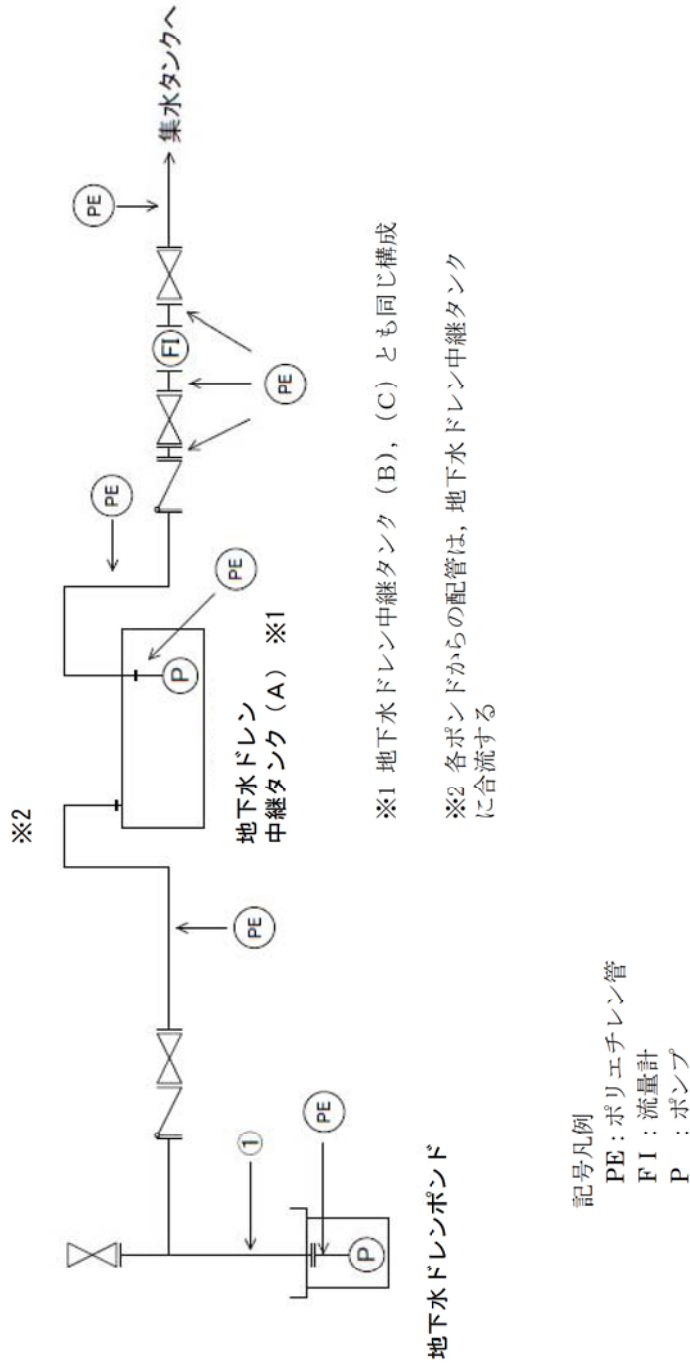 地下水ドレンポンド
P
PE
①
PE
※2
地下水ドレン
中継タンク（A） ※1
P
PE
PE
PE
FI
PE
集水タンクへ
※1 地下水ドレン中継タンク（B），（C）とも同じ構成
※2 各ポンドからの配管は，地下水ドレン中継タンク
に合流する
記号凡例
PE：ポリエチレン管
FI：流量計
P ：ポンプ